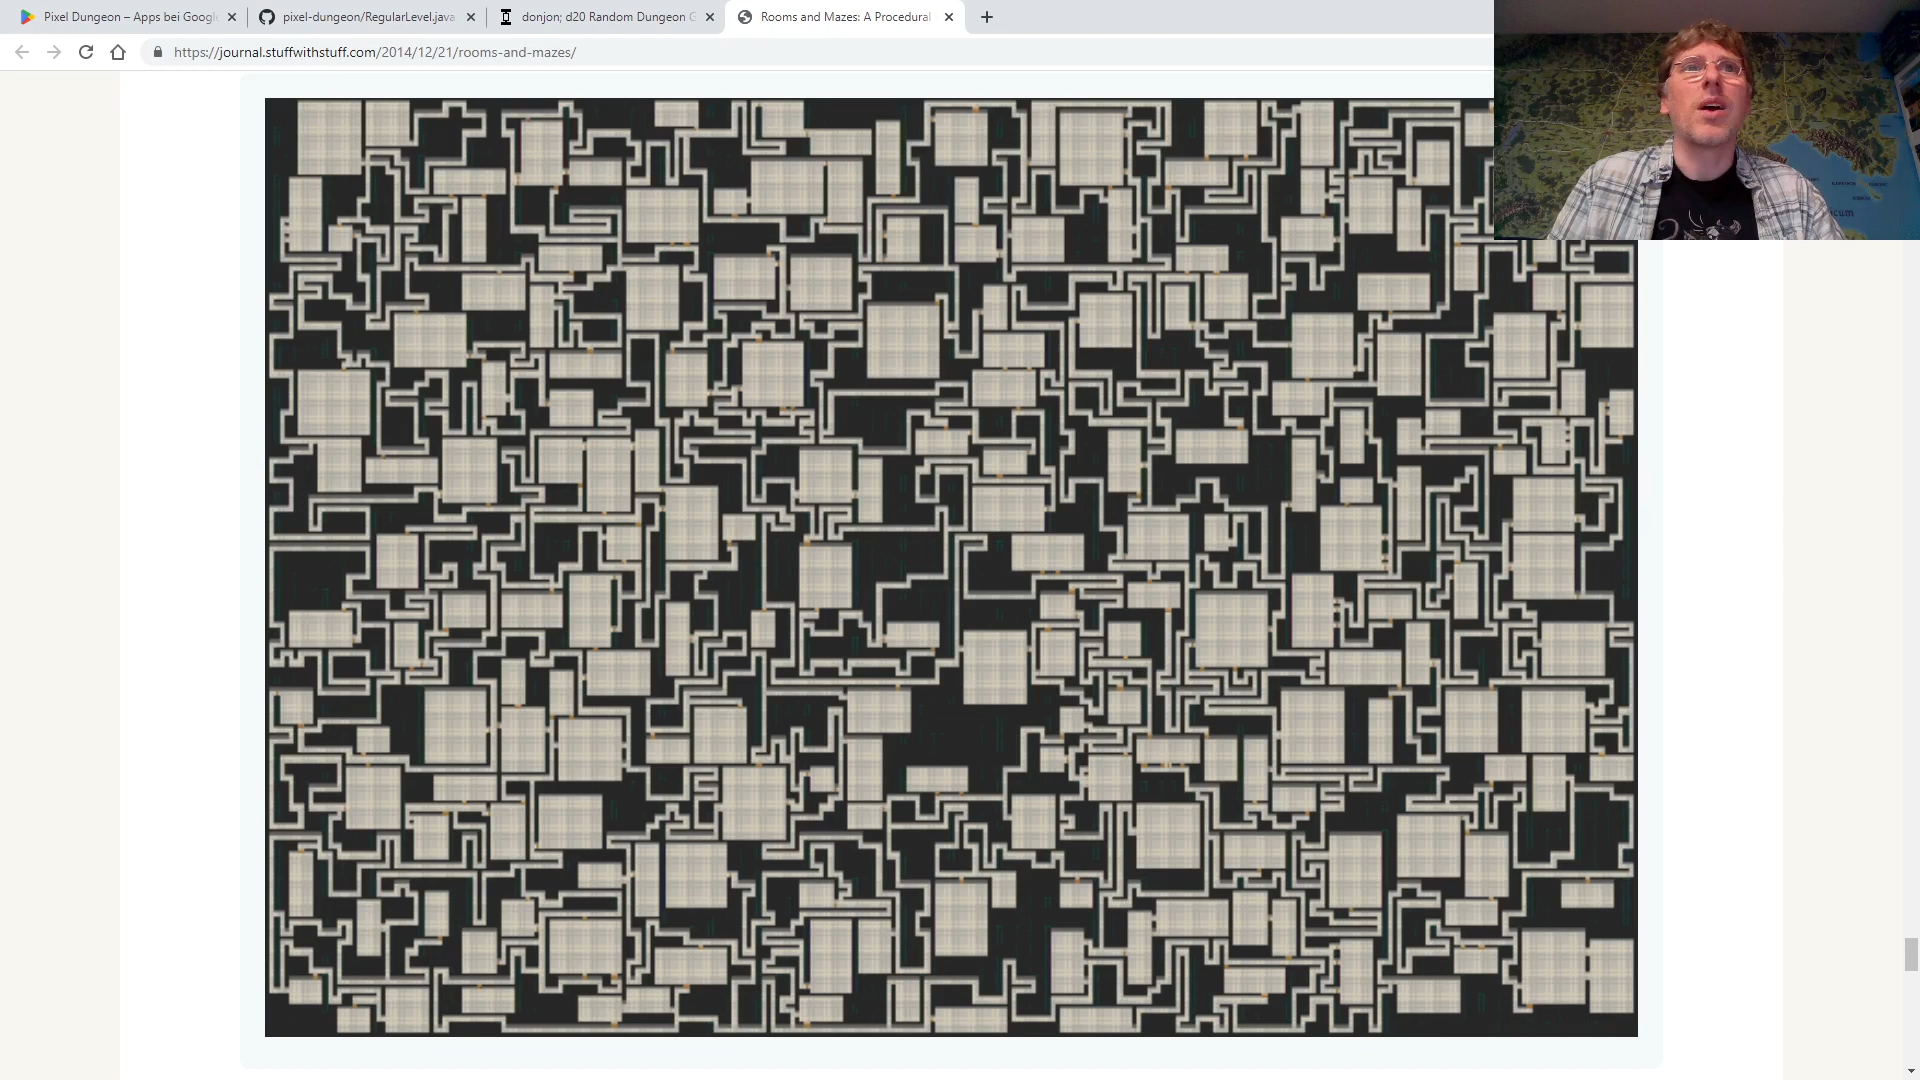 Pixel Dungeon – Apps bei Googl
pixel-dungeon/RegularLevel.java
donjon; d20 Random Dungeon G
Rooms and Mazes: A Procedural
https://journal.stuffwithstuff.com/2014/12/21/rooms-and-mazes/